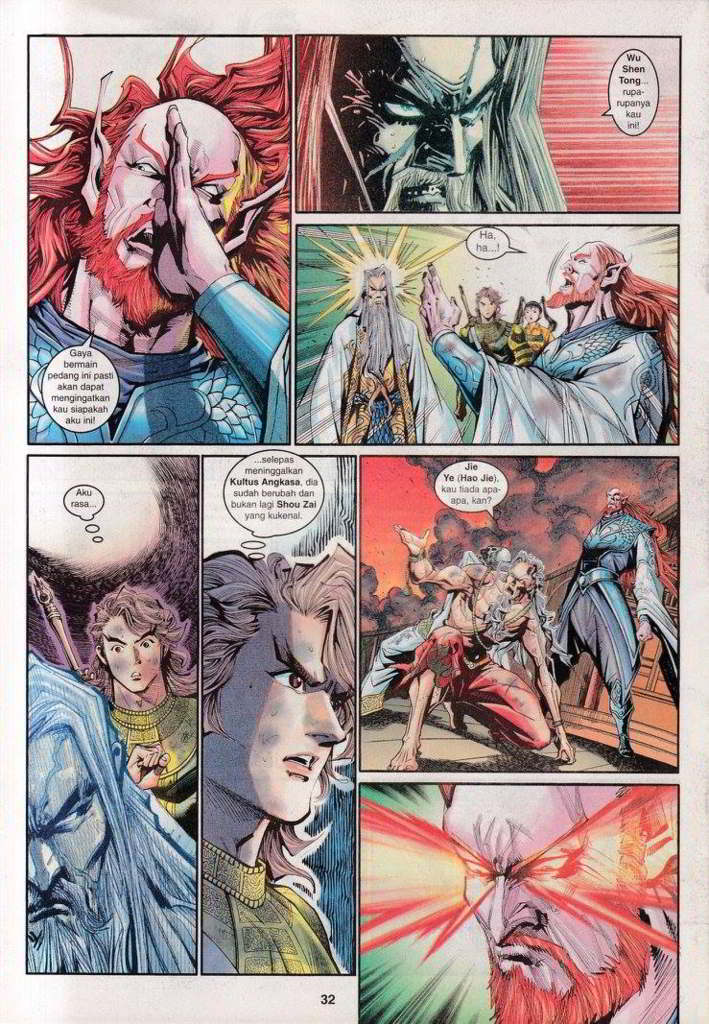 Gaya
bermain
pedang ini pasti
akan dapat
mengingatkan
kau siapakah
aku ini!
Wu
Shen
Tong...
rupa-
rupanya
kau
ini!
Ha,
ha...!
Aku
rasa...
...selepas
meninggalkan
Kultus Angkasa, dia
sudah berubah dan
bukan lagi Shou Zai
yang kukenal.
Jie
Ye (Hao Jie),
kau tiada apa-
apa, kan?
32